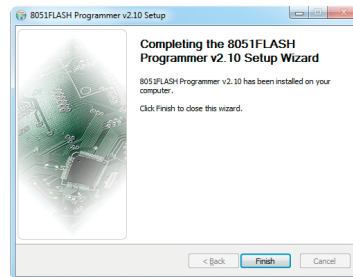 8051FLASH Programmer v2.10 Setup
Completing the 8051FLASH
Programmer v2.10 Setup Wizard
8051FLASH Programmer v2.10 has been installed on your
computer.
Click Finish to close this wizard.
< Back Finish Cancel